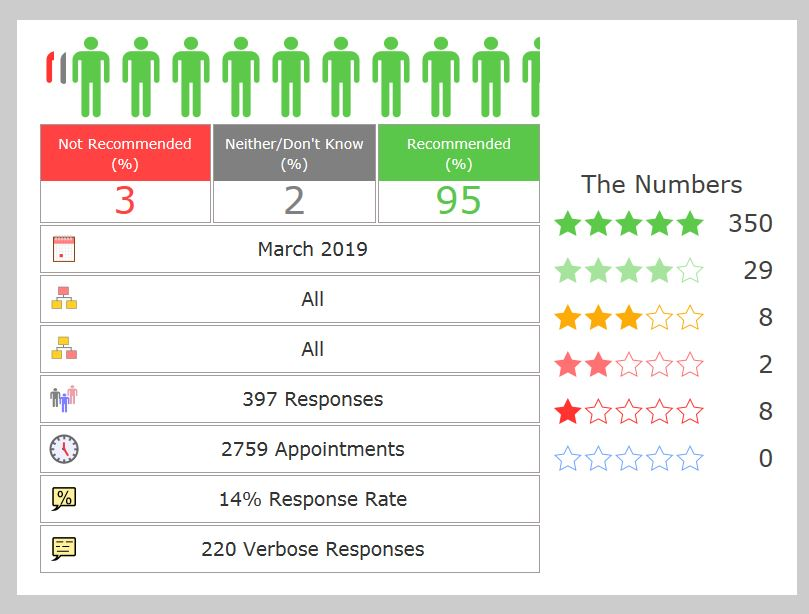 Not Recommended
(%)
Neither/Don't Know
(%)
Recommended
(%)
3
2
95
March 2019
All
All
397 Responses
2759 Appointments
%
14% Response Rate
220 Verbose Responses
The Numbers
350
29
8
2
8
0